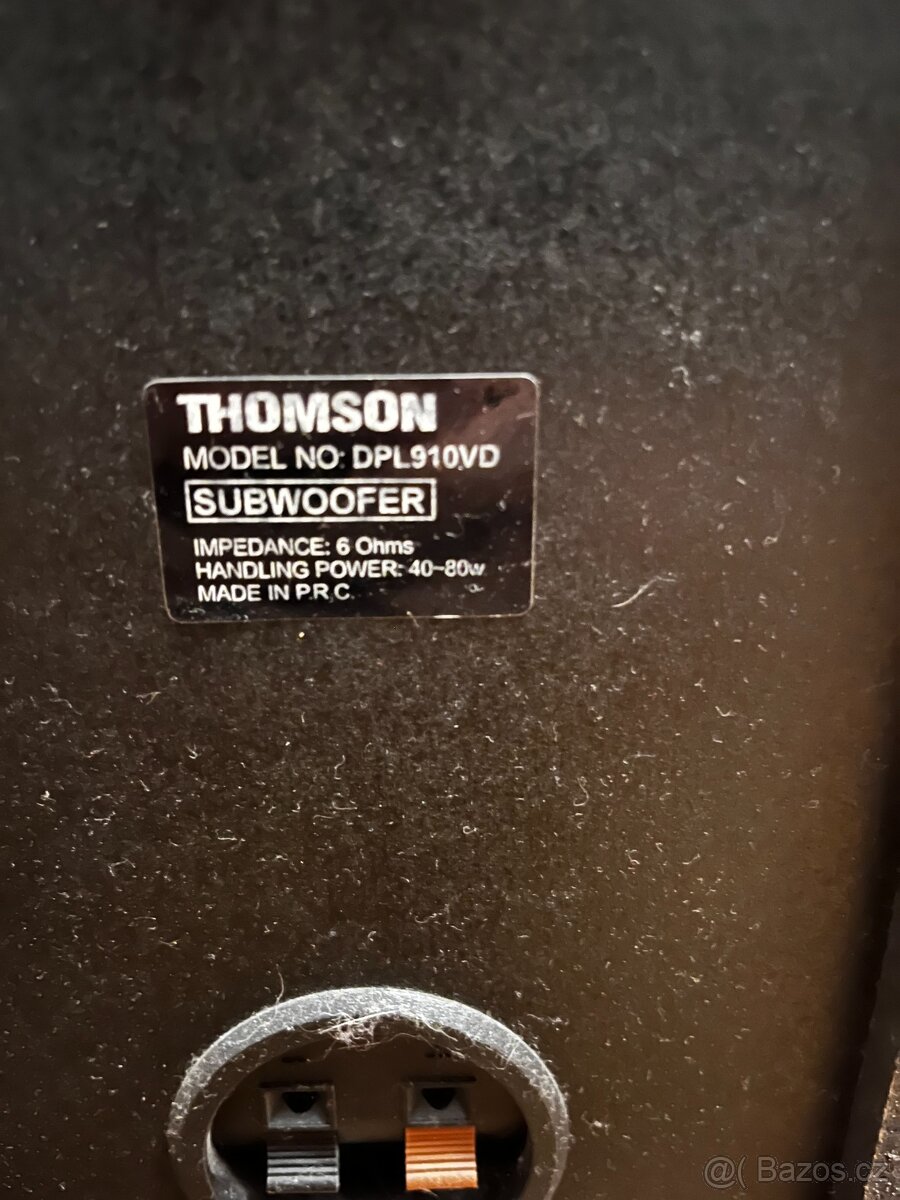 THOMSON
MODEL NO: DPL910VD
SUBWOOFER
IMPEDANCE: 6 Ohms
HANDLING POWER: 40~80w
MADE IN P.R.C.
@( Bazos.cz